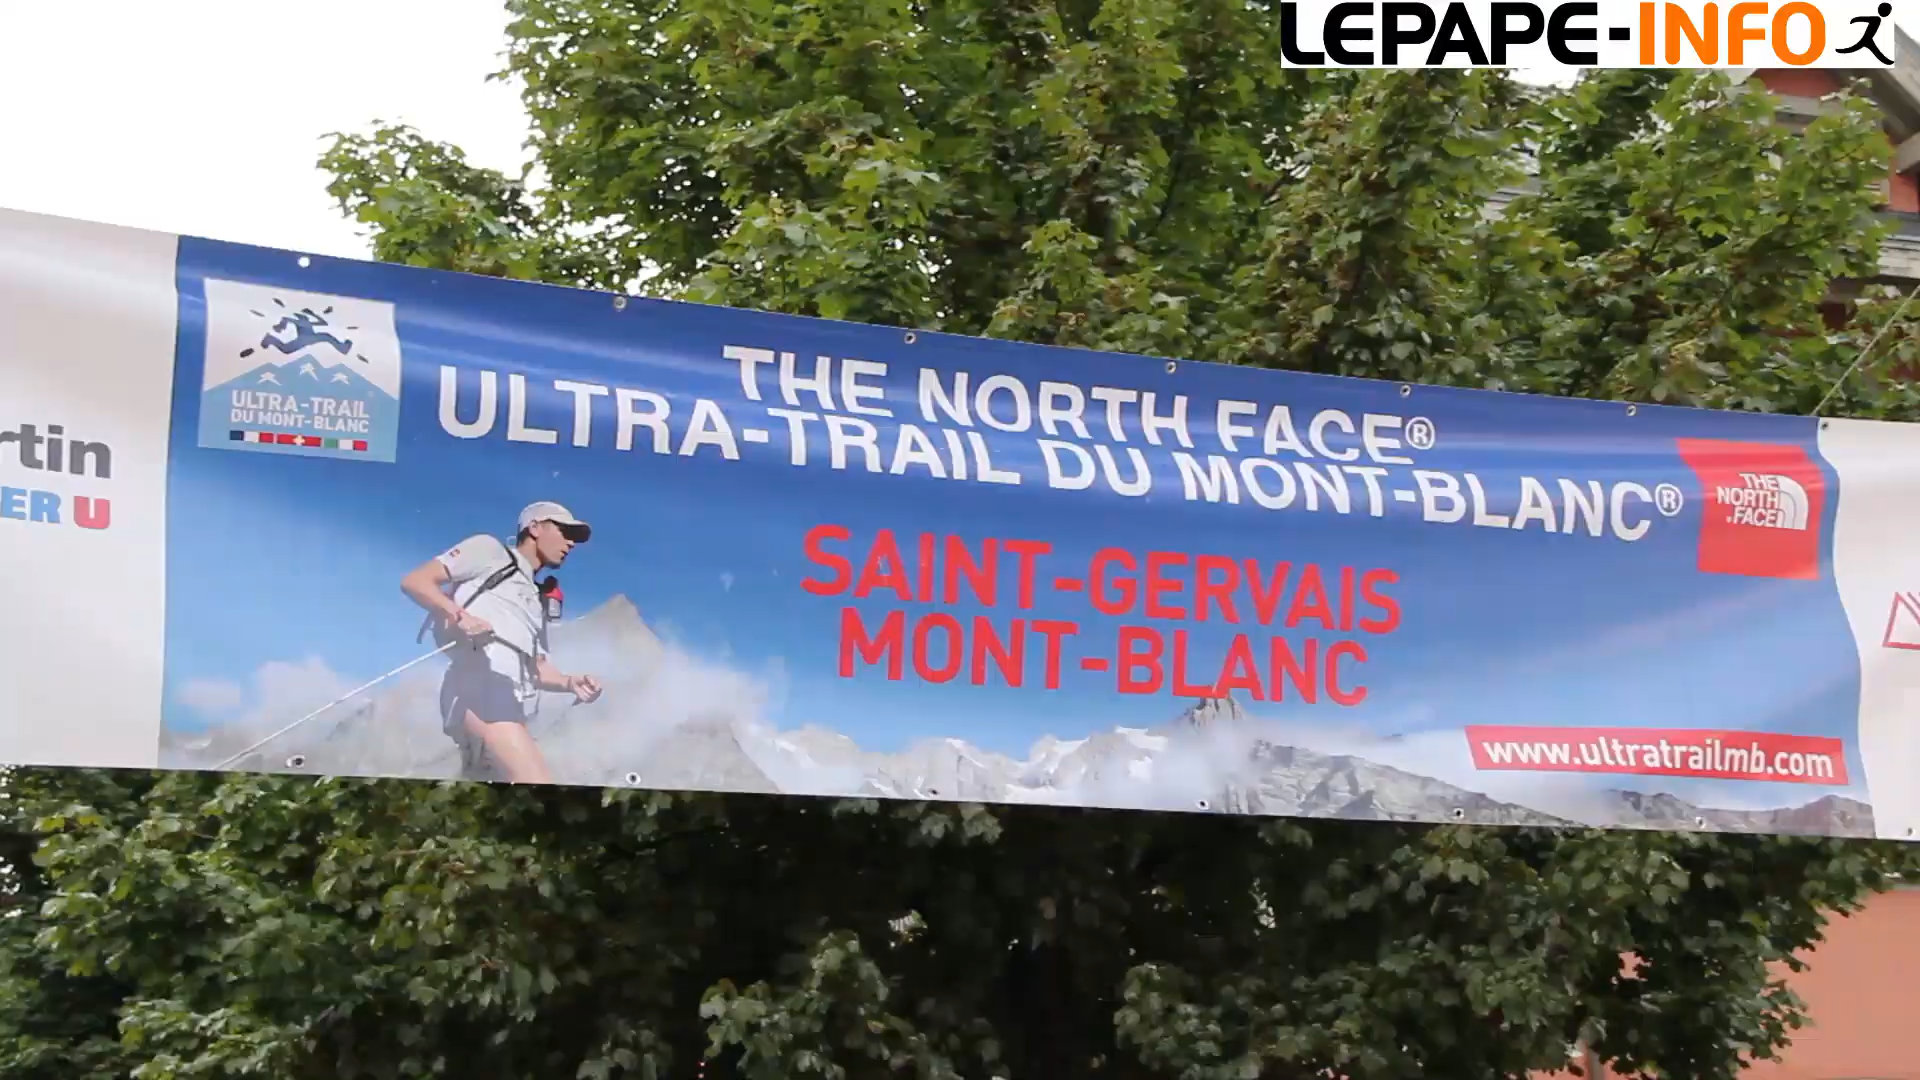 LEPAPE-INFO
THE NORTH FACE®
ULTRA-TRAIL DU MONT-BLANC®
ULTRA-TRAIL
DU MONT-BLANC
THE
NORTH
FACE
rtin
ER U
SAINT-GERVAIS
MONT-BLANC
www.ultratrailmb.com